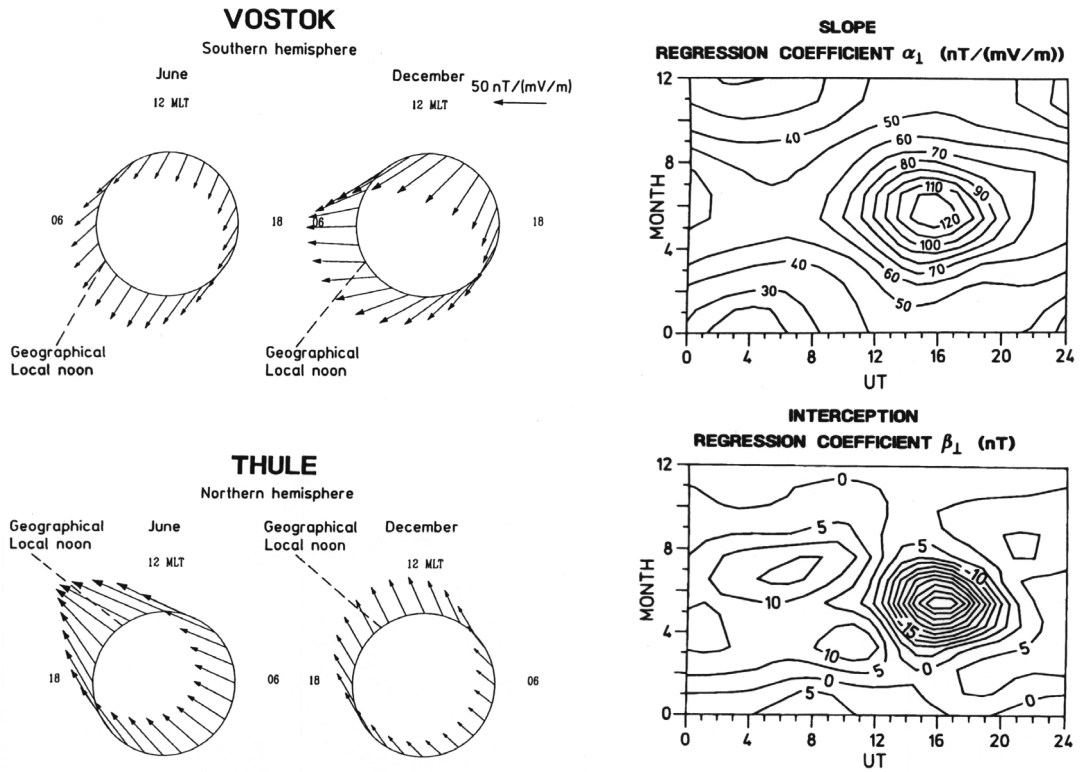 VOSTOK
Southern hemisphere
June
12 MLT
06
18
Geographical
Local noon
December
12 MLT
50 nT/(mV/m)
06
18
Geographical
Local noon
THULE
Northern hemisphere
Geographical
Local noon
June
12 MLT
18
06
Geographical
Local noon
December
12 MLT
18
06
SLOPE
REGRESSION COEFFICIENT α⊥ (nT/(mV/m))
12
8
4
0
MONTH
40
50
60
70
80
110
90
120
100
40
60
70
30
50
0 4 8 12 16 20 24
UT
INTERCEPTION
REGRESSION COEFFICIENT β⊥ (nT)
12
8
4
0
MONTH
0
5
5
-10
10
-15
10
5
0
5
0
5
0
0 4 8 12 16 20 24
UT